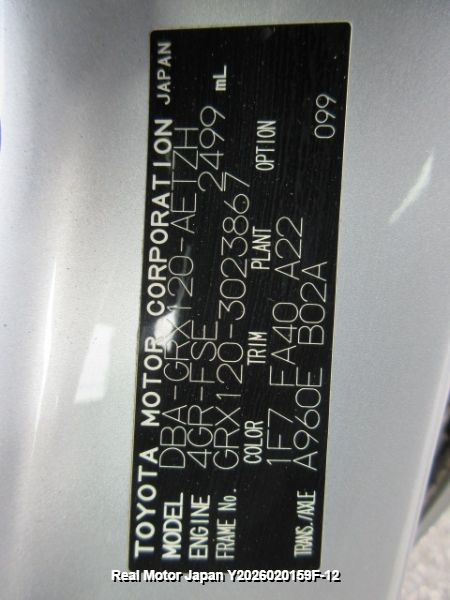 TOYOTA MOTOR CORPORATION JAPAN
MODEL DBA-GRX120-AETZH
ENGINE 4GR-FSE 2499 mL
FRAME No. GRX120-3023867
COLOR TRIM PLANT OPTION
1F7 FA40 A22
TRANS./AXLE A960E B02A 099
Real Motor Japan Y2026020159F-12